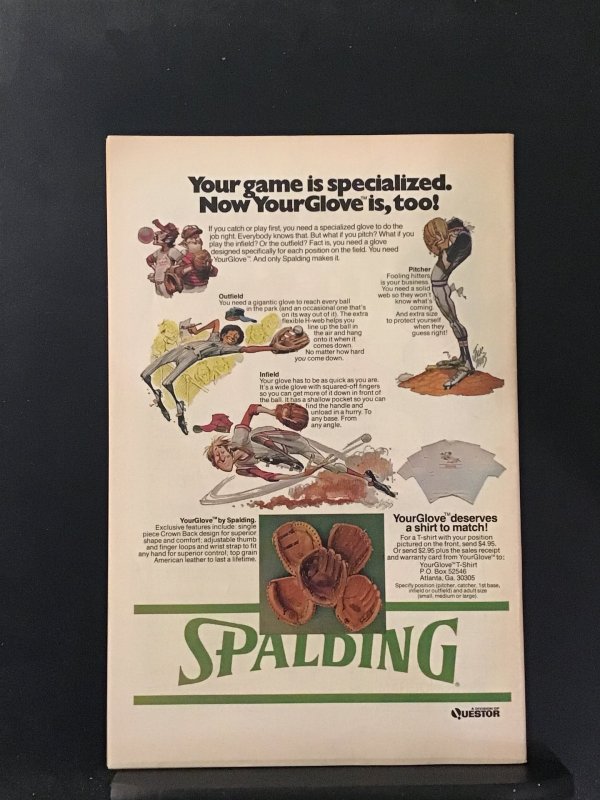 Your game is specialized.
Now YourGlove™ is, too!
If you catch or play first, you need a specialized glove to do the
job right. Everybody knows that. But what if you pitch? What if you
play the infield? Or the outfield? Fact is, you need a glove
designed specifically for each position on the field. You need
YourGlove™. And only Spalding makes it.
Pitcher
Fooling hitters
is your business.
You need a solid
web so they won't
know what's
coming.
And extra size
to protect yourself
when they
guess right!
Outfield
You need a gigantic glove to reach every ball
in the park (and an occasional one that's
on its way out of it). The extra
flexible H-web helps you
line up the ball in
the air and hang
onto it when it
comes down.
No matter how hard
you come down.
Infield
Your glove has to be as quick as you are.
It's a wide glove with squared-off fingers
so you can get more of it down in front of
the ball. It has a shallow pocket so you can
find the handle and
unload in a hurry. To
any base. From
any angle.
YourGlove™ by Spalding.
Exclusive features include: single
piece Crown Back design for superior
shape and comfort; adjustable thumb
and finger loops and wrist strap to fit
any hand for superior control; top grain
American leather to last a lifetime.
YourGlove™ deserves
a shirt to match!
For a T-shirt with your position
pictured on the front, send $4.95.
Or send $2.95 plus the sales receipt
and warranty card from YourGlove™ to:
YourGlove™ T-Shirt
P.O. Box 52546
Atlanta, Ga. 30305
Specify position (pitcher, catcher, 1st base,
infield or outfield) and adult size
(small, medium or large).
SPALDING®
A DIVISION OF
QUESTOR